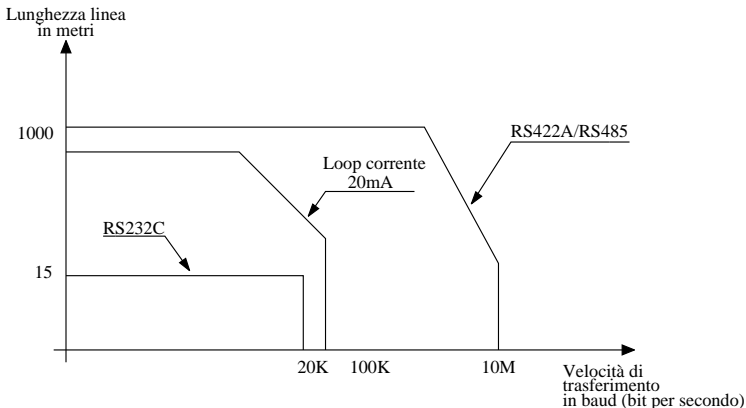 Lunghezza linea
in metri
1000
RS422A/RS485
Loop corrente
20mA
RS232C
15
20K
100K
10M
Velocità di
trasferimento
in baud (bit per secondo)